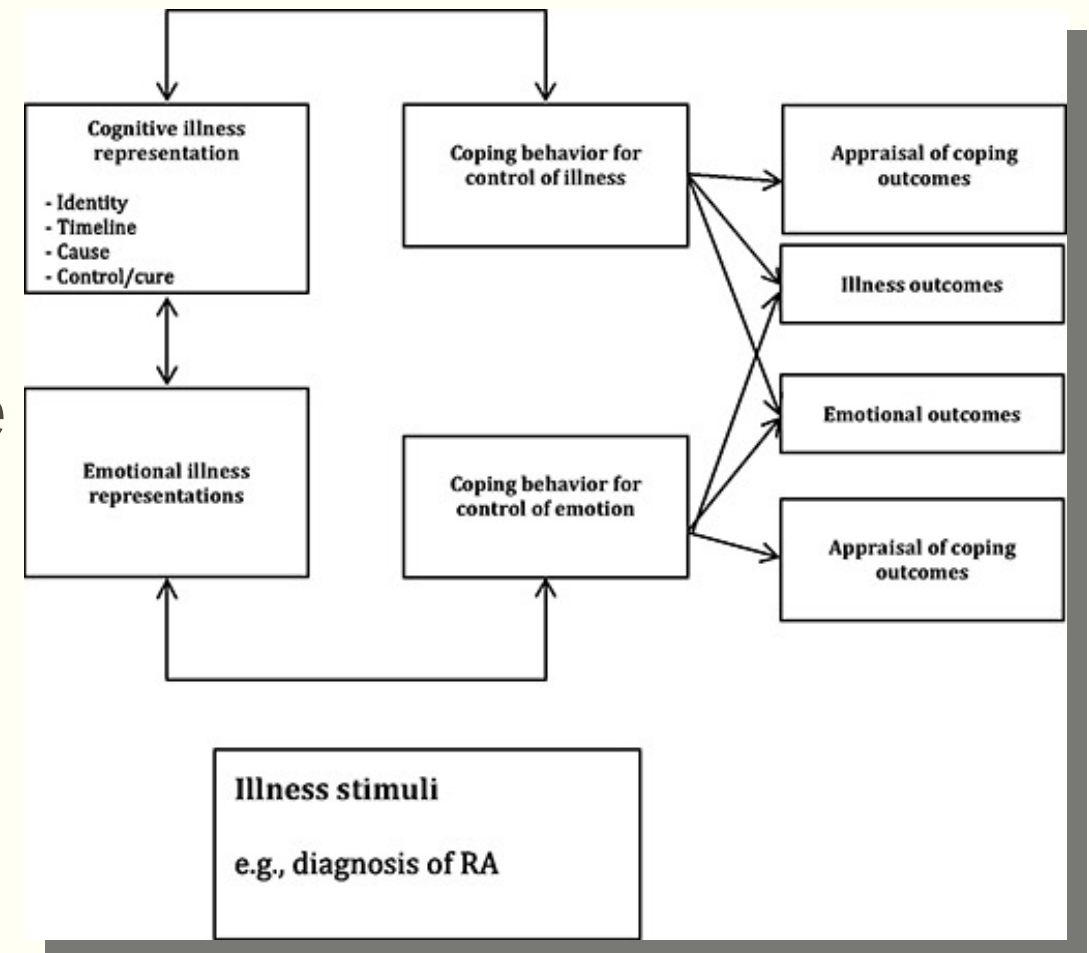 Cognitive illness
representation
- Identity
- Timeline
- Cause
- Control/cure
Coping behavior for
control of illness
Appraisal of coping
outcomes
Illness outcomes
Emotional illness
representations
Coping behavior for
control of emotion
Emotional outcomes
Appraisal of coping
outcomes
Illness stimuli
e.g., diagnosis of RA